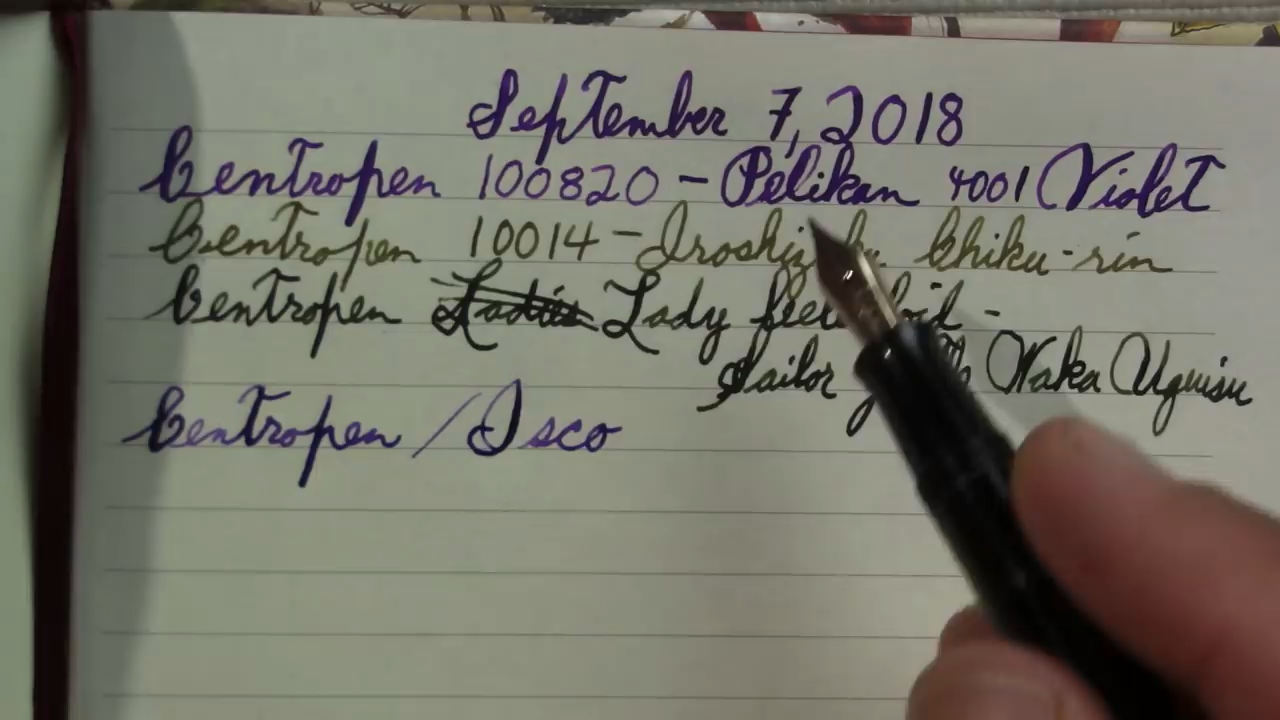 September 7, 2018
Centropen 100820 - Pelikan 4001 Violet
Centropen 10014 - Chiku-rin
Centropen Lady -
Sailor Waka Uguisu
Centropen / Isco